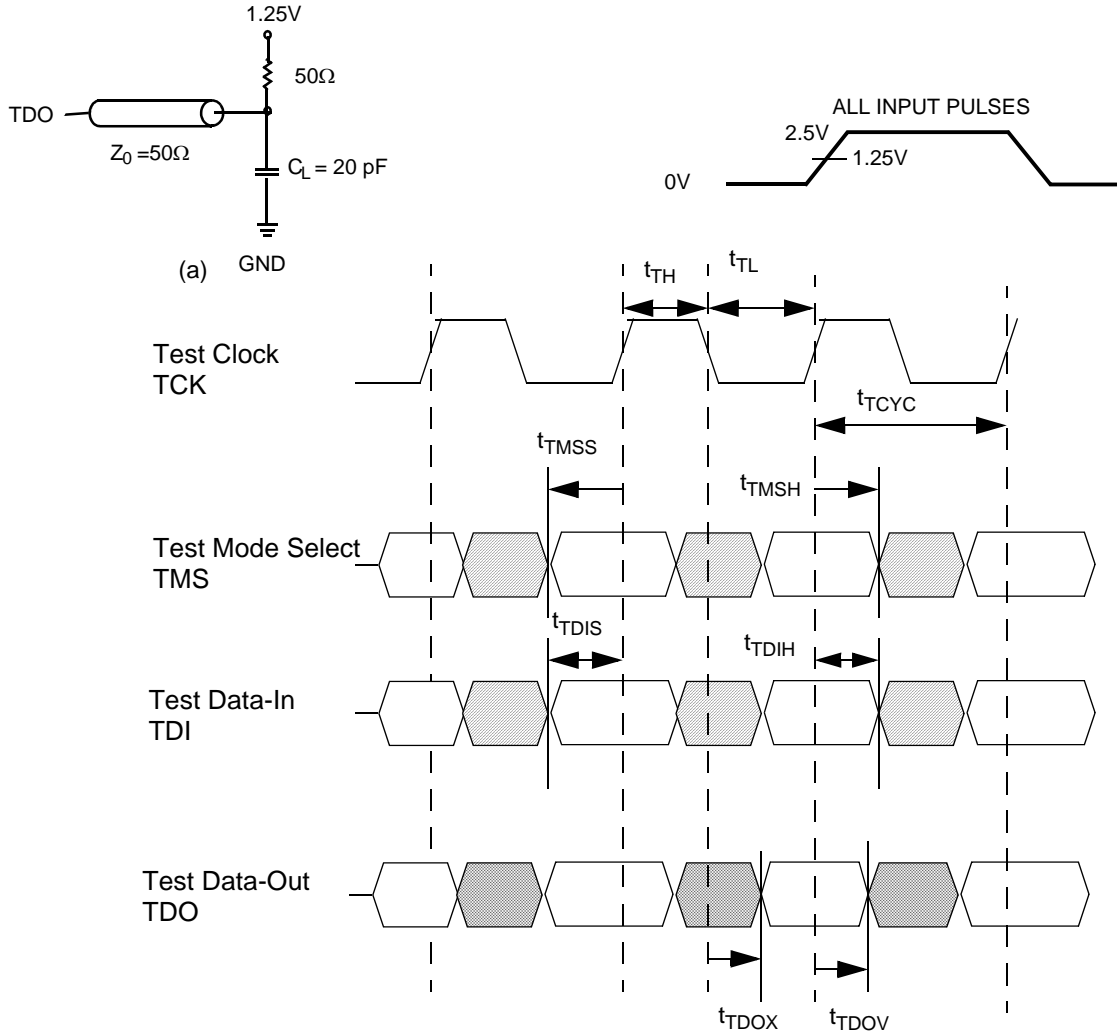 1.25V
50Ω
TDO
Z0 =50Ω
CL = 20 pF
(a)
GND
ALL INPUT PULSES
2.5V
1.25V
0V
tTH
tTL
Test Clock
TCK
tTCYC
tTMSS
tTMSH
Test Mode Select
TMS
tTDIS
tTDIH
Test Data-In
TDI
Test Data-Out
TDO
tTDOX
tTDOV